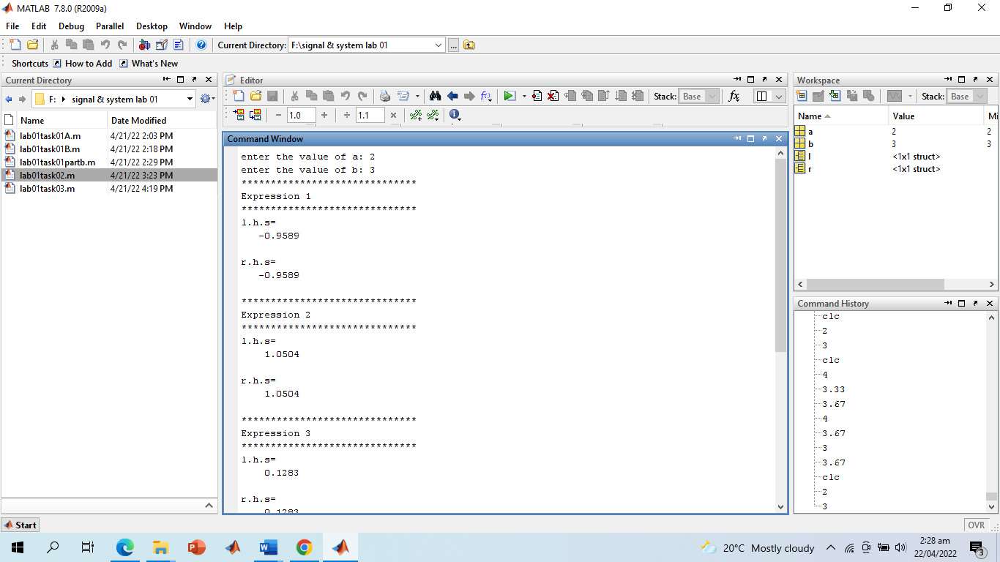 MATLAB 7.8.0 (R2009a)
File Edit Debug Parallel Desktop Window Help
Current Directory: F:\signal & system lab 01 ...
Shortcuts How to Add What's New
Current Directory
F: signal & system lab 01
Name Date Modified
lab01task01A.m 4/21/22 2:03 PM
lab01task01B.m 4/21/22 2:18 PM
lab01task01partb.m 4/21/22 2:29 PM
lab01task02.m 4/21/22 3:23 PM
lab01task03.m 4/21/22 4:19 PM
Editor
Stack: Base fx
− 1.0 + ÷ 1.1 ×
Command Window
enter the value of a: 2
enter the value of b: 3
******************************
Expression 1
******************************
l.h.s=
-0.9589
r.h.s=
-0.9589
******************************
Expression 2
******************************
l.h.s=
1.0504
r.h.s=
1.0504
******************************
Expression 3
******************************
l.h.s=
0.1283
r.h.s=
0.1283
Workspace
Stack: Base
Name Value Mi
a 2 2
b 3 3
l <1x1 struct>
r <1x1 struct>
Command History
clc
2
3
clc
4
3.33
3.67
4
3.67
3
3.67
clc
2
3
Start
OVR
20°C Mostly cloudy
2:28 am
22/04/2022
3